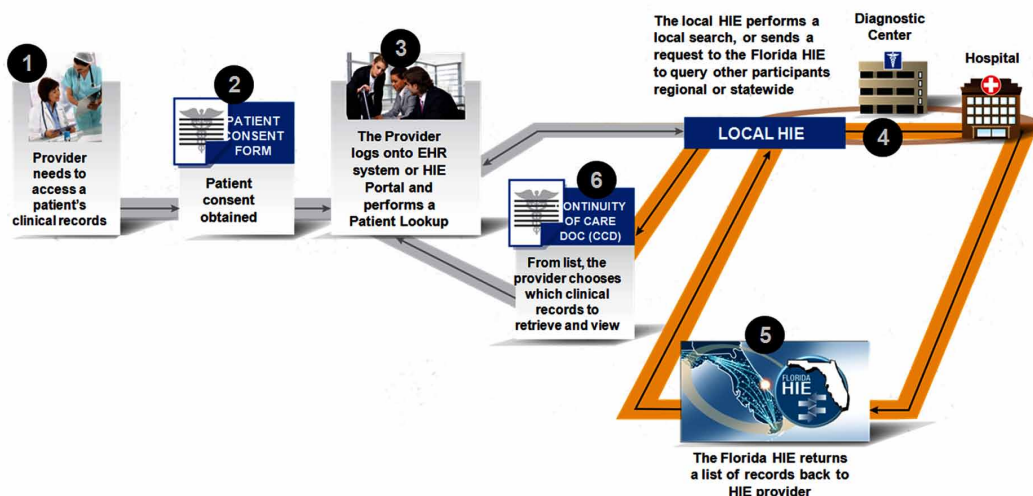 1
Provider
needs to
access a
patient's
clinical records
2
PATIENT
CONSENT
FORM
Patient
consent
obtained
3
The Provider
logs onto EHR
system or HIE
Portal and
performs a
Patient Lookup
The local HIE performs a
local search, or sends a
request to the Florida HIE
to query other participants
regional or statewide
Diagnostic
Center
Hospital
LOCAL HIE
4
6
CONTINUITY
OF CARE
DOC (CCD)
From list, the
provider chooses
which clinical
records to
retrieve and view
5
FLORIDA
HIE
The Florida HIE returns
a list of records back to
HIE provider